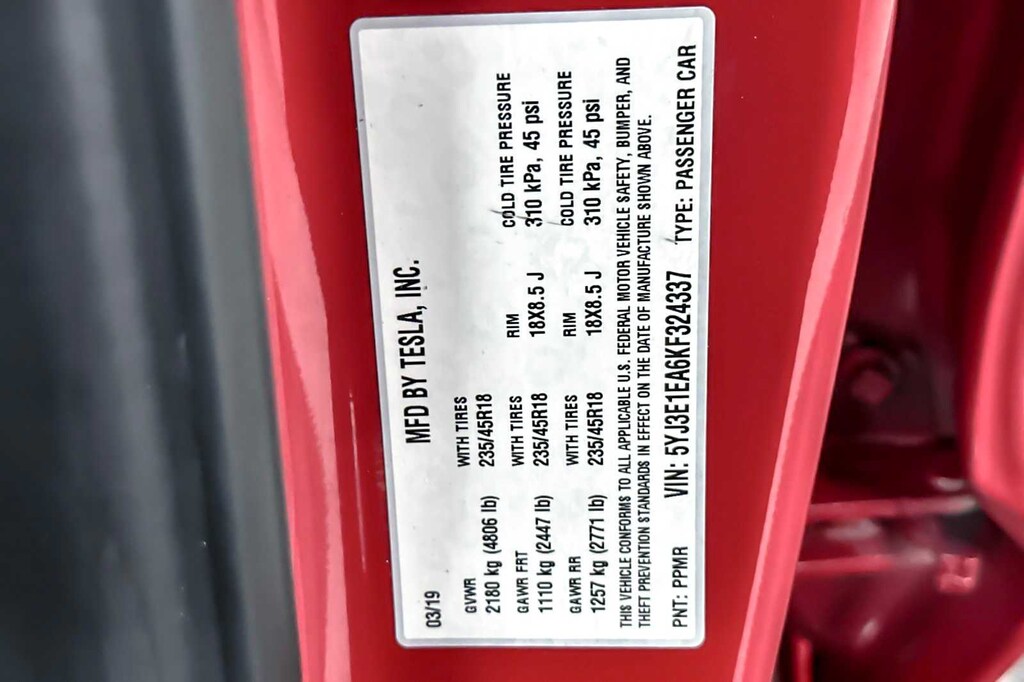 MFD BY TESLA, INC.
03/19
GVWR WITH TIRES
2180 kg (4806 lb) 235/45R18
GAWR FRT WITH TIRES RIM COLD TIRE PRESSURE
1110 kg (2447 lb) 235/45R18 18X8.5 J 310 kPa, 45 psi
GAWR RR WITH TIRES RIM COLD TIRE PRESSURE
1257 kg (2771 lb) 235/45R18 18X8.5 J 310 kPa, 45 psi
THIS VEHICLE CONFORMS TO ALL APPLICABLE U.S. FEDERAL MOTOR VEHICLE SAFETY, BUMPER, AND
THEFT PREVENTION STANDARDS IN EFFECT ON THE DATE OF MANUFACTURE SHOWN ABOVE.
PNT: PPMR VIN: 5YJ3E1EA6KF324337 TYPE: PASSENGER CAR